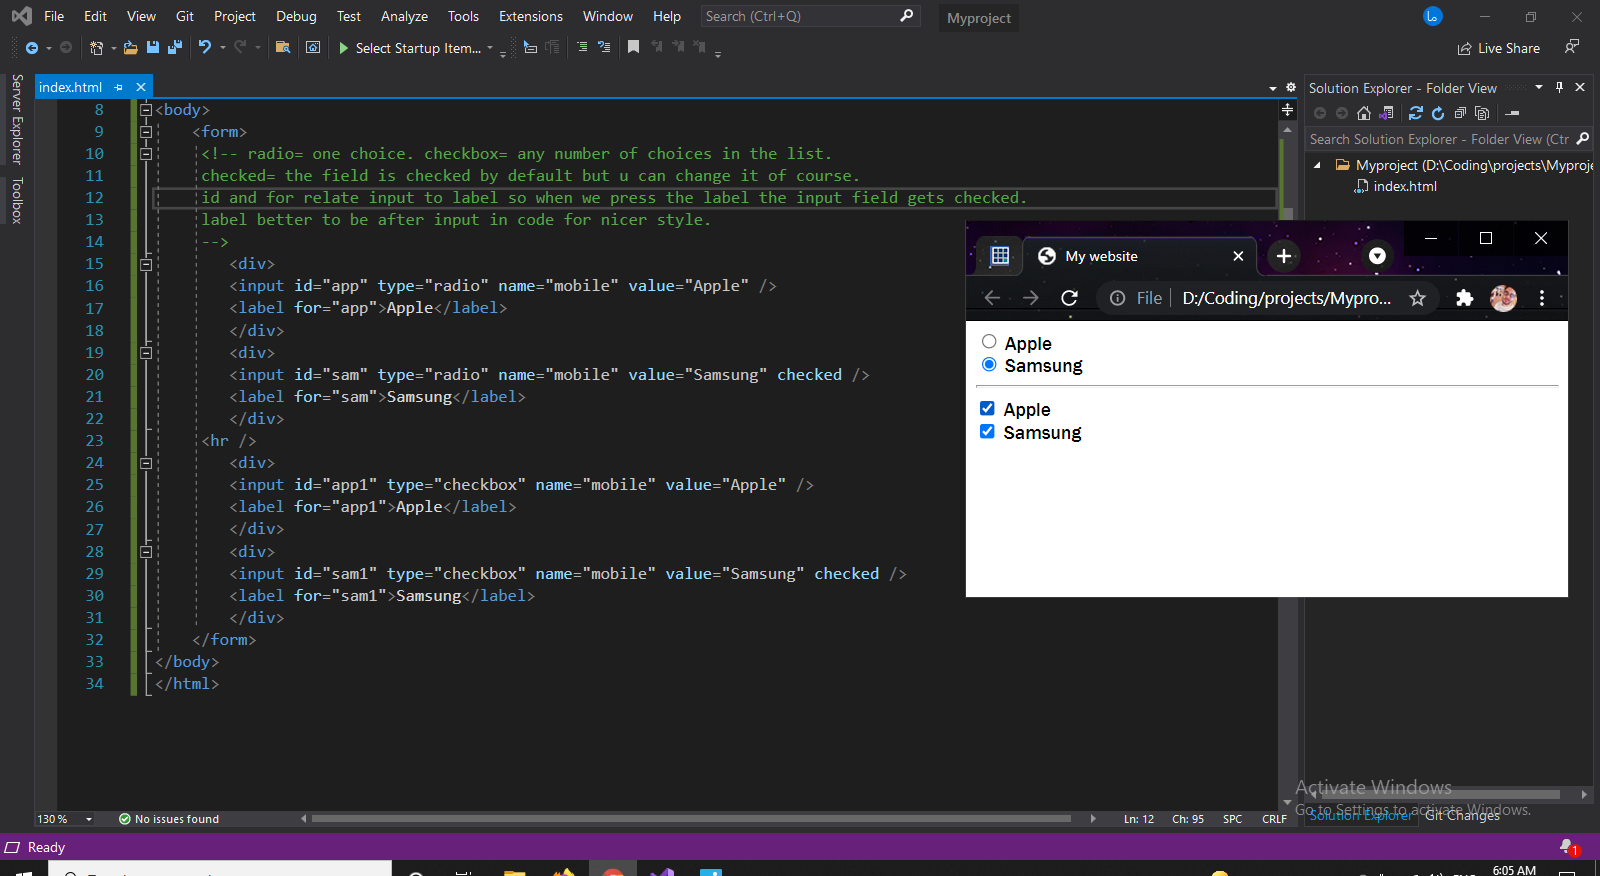 File Edit View Git Project Debug Test Analyze Tools Extensions Window Help Search (Ctrl+Q) Myproject
Select Startup Item... Live Share
Server Explorer
Toolbox
index.html
8 <body>
9 <form>
10 <!-- radio= one choice. checkbox= any number of choices in the list.
11 checked= the field is checked by default but u can change it of course.
12 id and for relate input to label so when we press the label the input field gets checked.
13 label better to be after input in code for nicer style.
14 -->
15 <div>
16 <input id="app" type="radio" name="mobile" value="Apple" />
17 <label for="app">Apple</label>
18 </div>
19 <div>
20 <input id="sam" type="radio" name="mobile" value="Samsung" checked />
21 <label for="sam">Samsung</label>
22 </div>
23 <hr />
24 <div>
25 <input id="app1" type="checkbox" name="mobile" value="Apple" />
26 <label for="app1">Apple</label>
27 </div>
28 <div>
29 <input id="sam1" type="checkbox" name="mobile" value="Samsung" checked />
30 <label for="sam1">Samsung</label>
31 </div>
32 </form>
33 </body>
34 </html>
Solution Explorer - Folder View
Search Solution Explorer - Folder View (Ctr
Myproject (D:\Coding\projects\Myproje
index.html
My website
File D:/Coding/projects/Mypro...
Apple
Samsung
Apple
Samsung
Activate Windows
Go to Settings to activate Windows.
Solution Explorer Git Changes
130 % No issues found Ln: 12 Ch: 95 SPC CRLF
Ready 1
6:05 AM